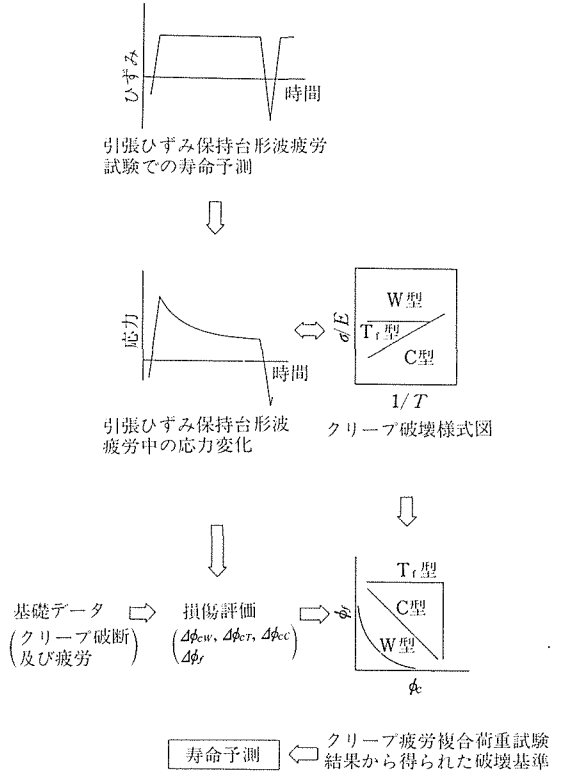 ひずみ
時間
引張ひずみ保持台形波疲労
試験での寿命予測
応力
時間
引張ひずみ保持台形波
疲労中の応力変化
σ/E
W型
Tf型
C型
1/T
クリープ破壊様式図
基礎データ
(クリープ破断
及び疲労)
損傷評価
(Δφcw, ΔφcT, Δφcc
Δφf)
φf
Tf型
C型
W型
φc
寿命予測
クリープ疲労複合荷重試験
結果から得られた破壊基準